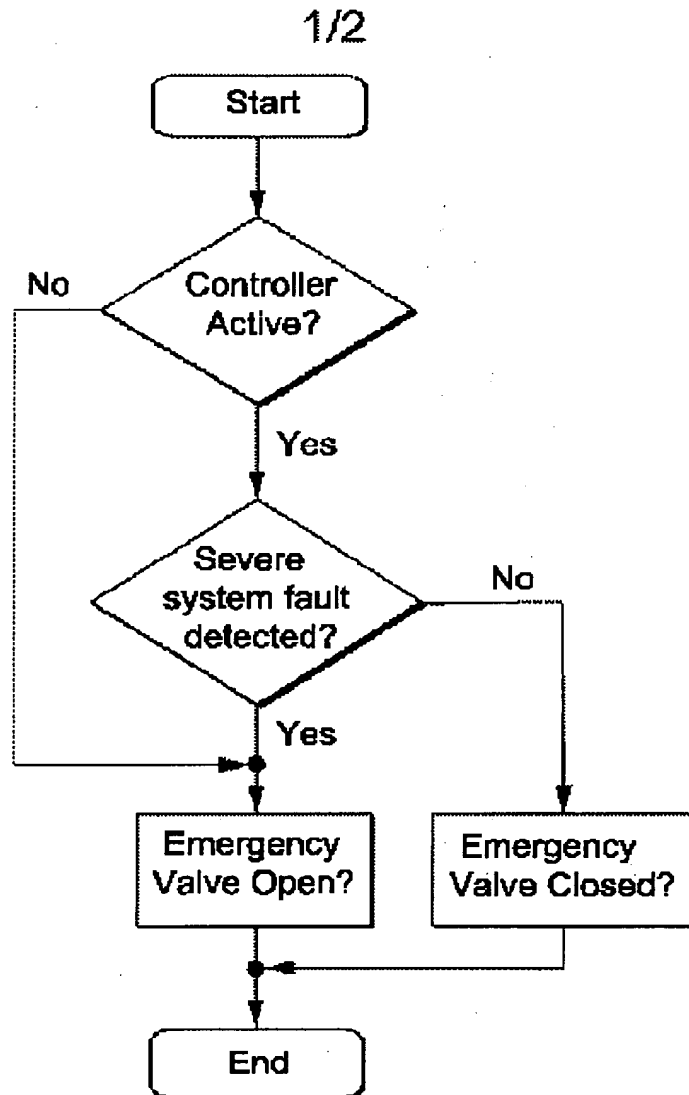 1/2
Start
No
Controller
Active?
Yes
Severe
system fault
detected?
No
Yes
Emergency
Valve Open?
Emergency
Valve Closed?
End